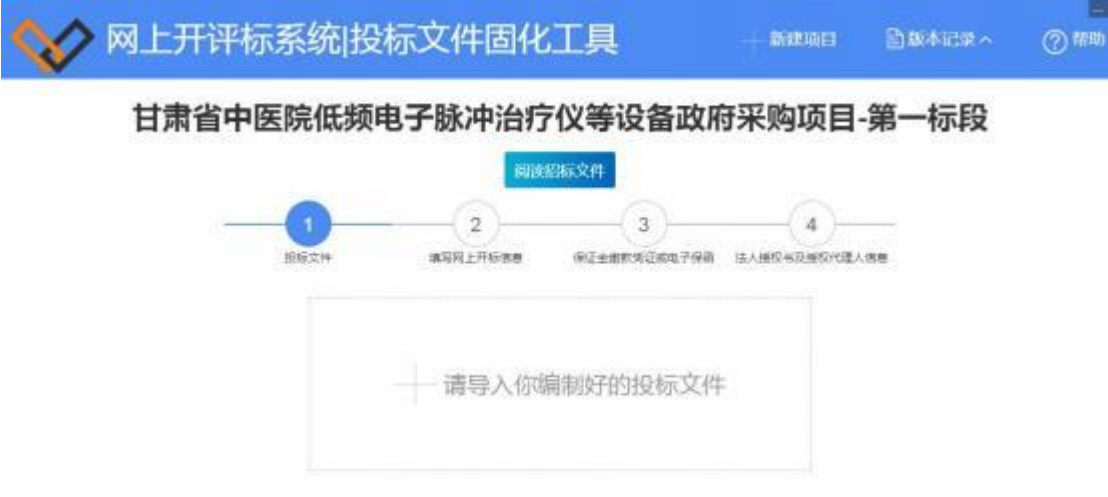 网上开评标系统|投标文件固化工具
新建项目
版本记录
帮助
甘肃省中医院低频电子脉冲治疗仪等设备政府采购项目-第一标段
阅读招标文件
1
2
3
4
投标文件
填写网上开标信息
保证金缴款凭证或电子保函
法人授权书及授权代理人信息
请导入你编制好的投标文件